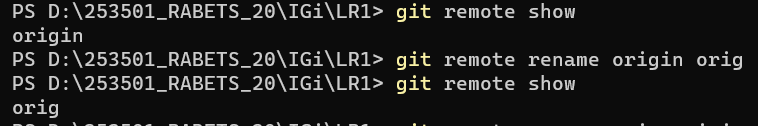 PS D:\253501_RABETS_20\IGi\LR1> git remote show
origin
PS D:\253501_RABETS_20\IGi\LR1> git remote rename origin orig
PS D:\253501_RABETS_20\IGi\LR1> git remote show
orig